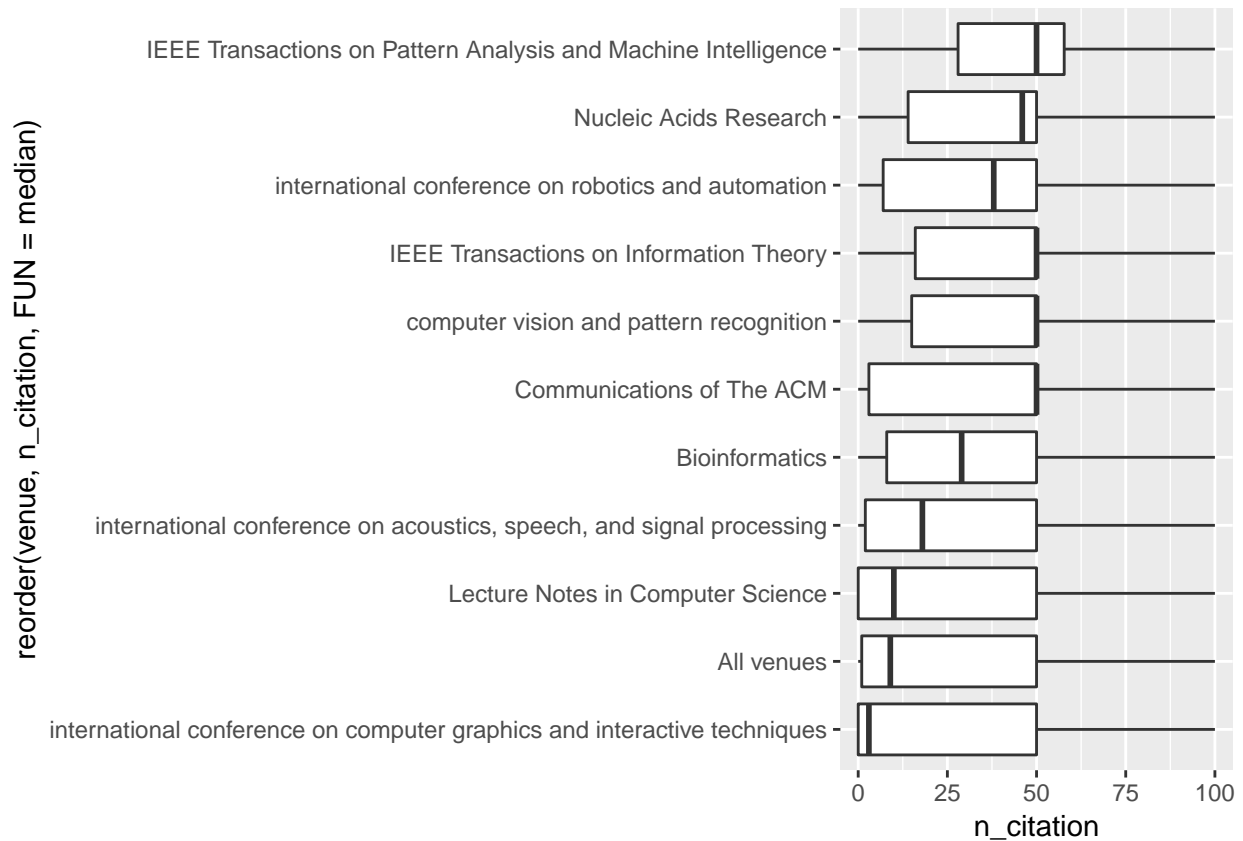 reorder(venue, n_citation, FUN = median)
IEEE Transactions on Pattern Analysis and Machine Intelligence
Nucleic Acids Research
international conference on robotics and automation
IEEE Transactions on Information Theory
computer vision and pattern recognition
Communications of The ACM
Bioinformatics
international conference on acoustics, speech, and signal processing
Lecture Notes in Computer Science
All venues
international conference on computer graphics and interactive techniques
0 25 50 75 100
n_citation